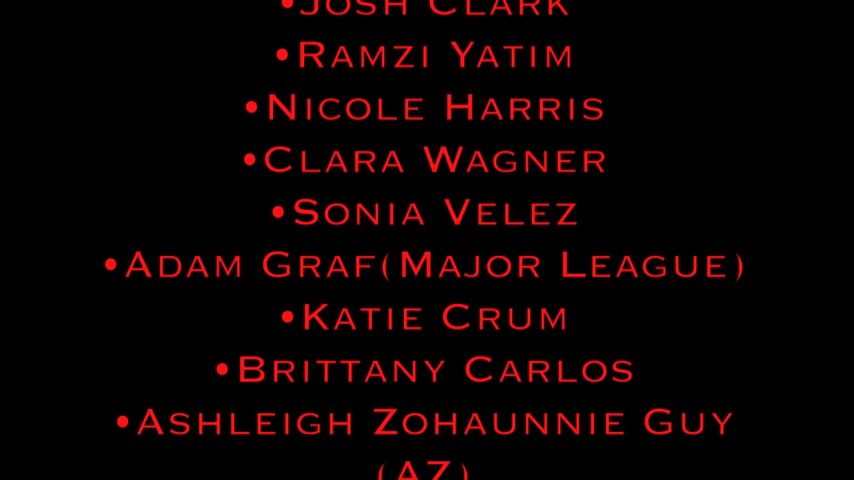 •JOSH CLARK
•RAMZI YATIM
•NICOLE HARRIS
•CLARA WAGNER
•SONIA VELEZ
•ADAM GRAF(MAJOR LEAGUE)
•KATIE CRUM
•BRITTANY CARLOS
•ASHLEIGH ZOHAUNNIE GUY
(AZ)